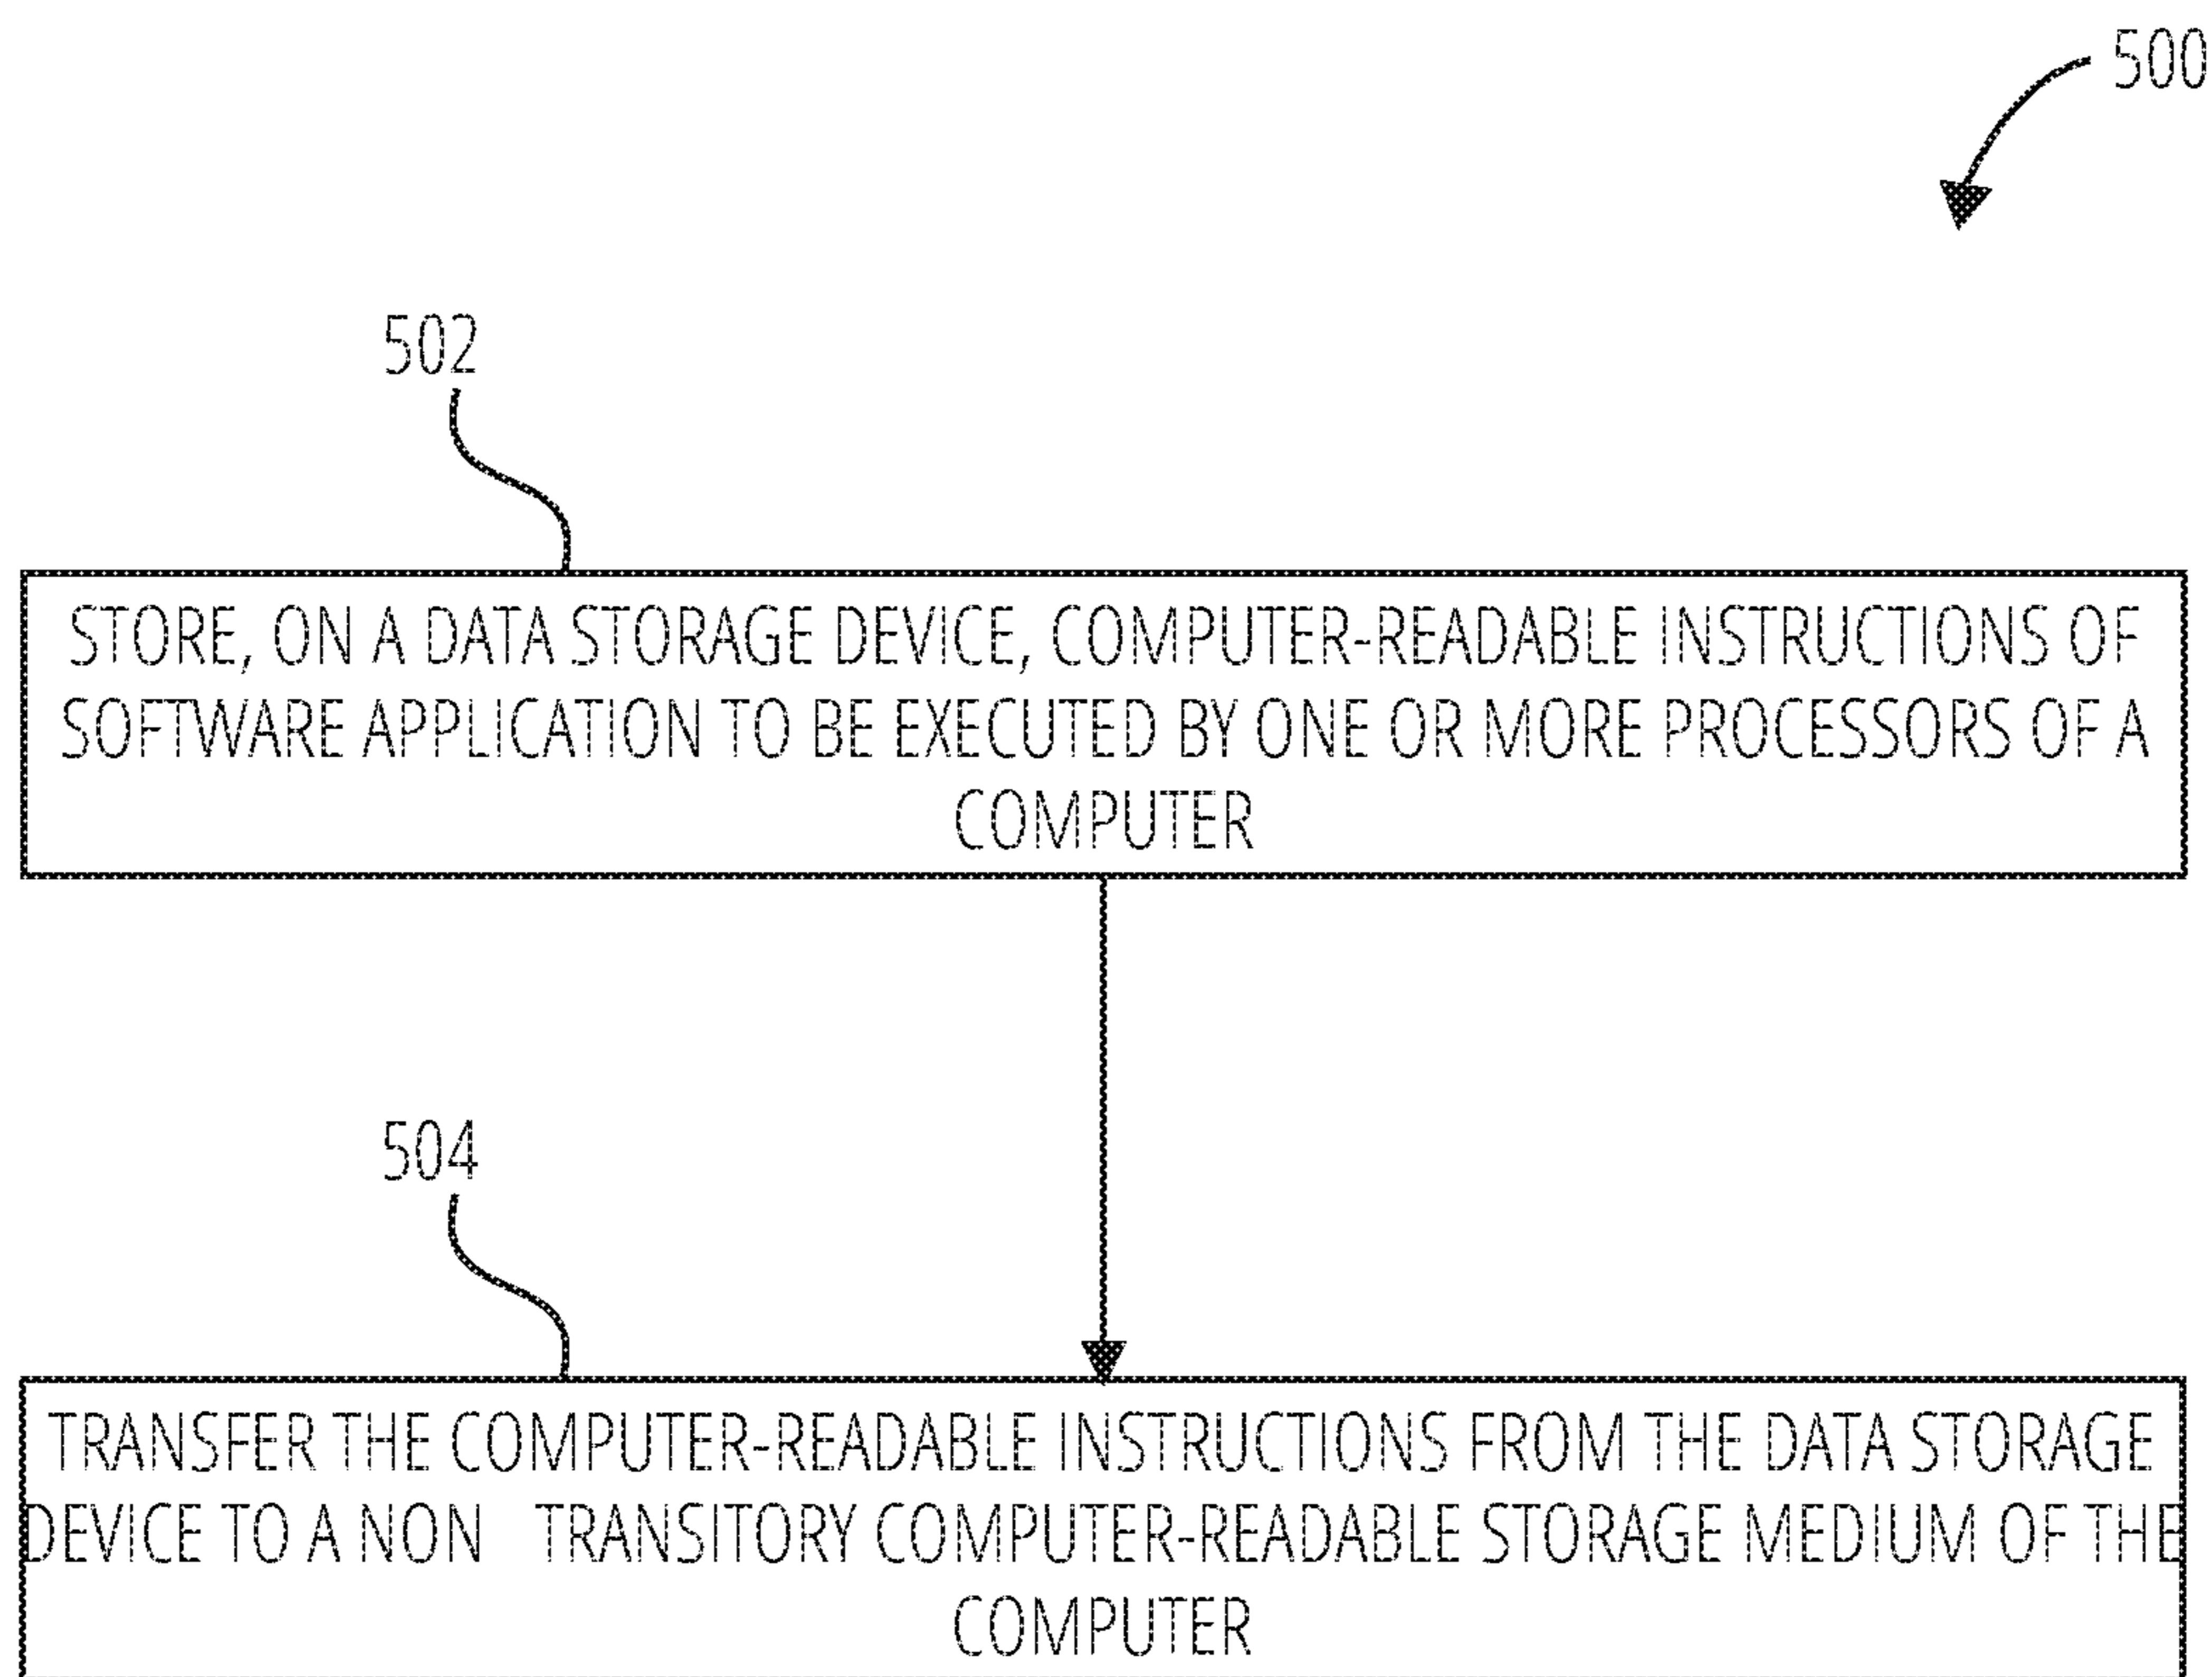 500
502
STORE, ON A DATA STORAGE DEVICE, COMPUTER-READABLE INSTRUCTIONS OF
SOFTWARE APPLICATION TO BE EXECUTED BY ONE OR MORE PROCESSORS OF A
COMPUTER
504
TRANSFER THE COMPUTER-READABLE INSTRUCTIONS FROM THE DATA STORAGE
DEVICE TO A NON TRANSITORY COMPUTER-READABLE STORAGE MEDIUM OF THE
COMPUTER